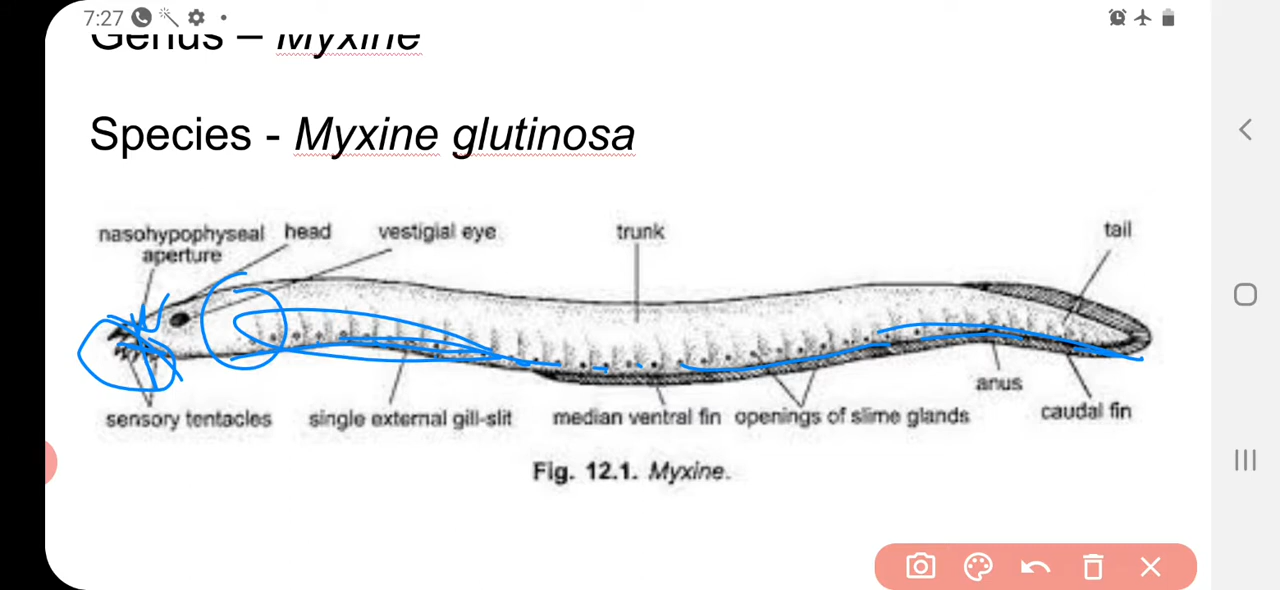 7:27
Genus – Myxine
Species - Myxine glutinosa
nasohypophyseal aperture
head
vestigial eye
trunk
tail
sensory tentacles
single external gill-slit
median ventral fin
openings of slime glands
anus
caudal fin
Fig. 12.1. Myxine.